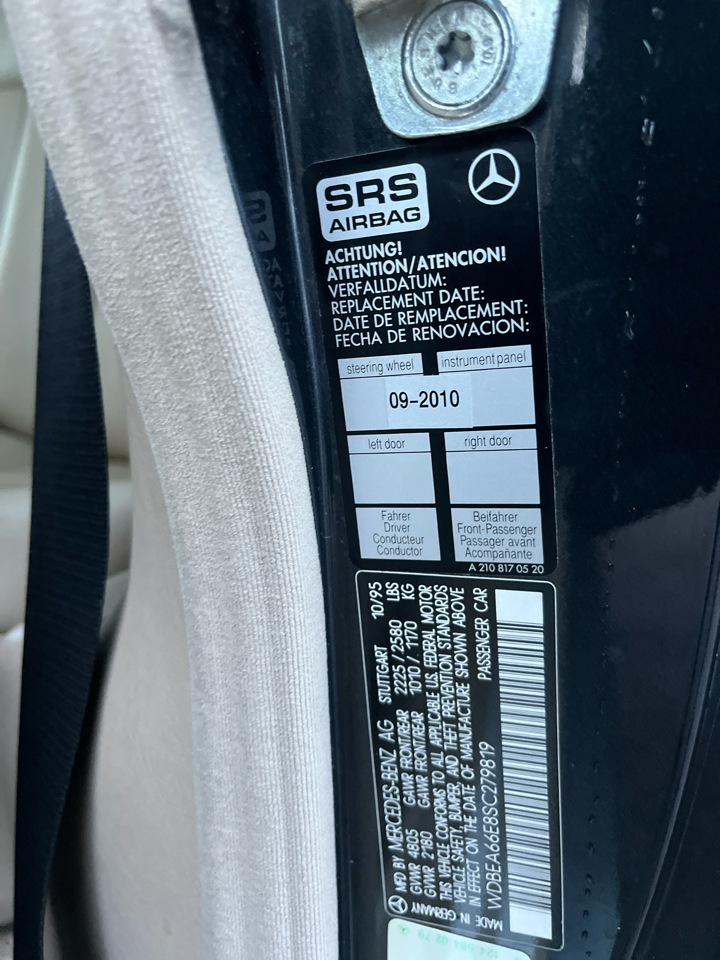 SRS
AIRBAG
ACHTUNG!
ATTENTION/ATENCION!
VERFALLDATUM:
REPLACEMENT DATE:
DATE DE REMPLACEMENT:
FECHA DE RENOVACION:
steering wheel
instrument panel
09-2010
left door
right door
Fahrer
Driver
Conducteur
Conductor
Beifahrer
Front-Passenger
Passager avant
Acompañante
A 210 817 05 20
MFD BY MERCEDES-BENZ AG STUTTGART 10/95
GVWR 4805 GAWR FRONT/REAR 2225/2580 LBS
GVWR 2180 GAWR FRONT/REAR 1010/1170 KG
THIS VEHICLE CONFORMS TO ALL APPLICABLE U.S. FEDERAL MOTOR
VEHICLE SAFETY, BUMPER, AND THEFT PREVENTION STANDARDS
IN EFFECT ON THE DATE OF MANUFACTURE SHOWN ABOVE
WDBEA66E8SC279819 PASSENGER CAR
MADE IN GERMANY
124 584 02 79